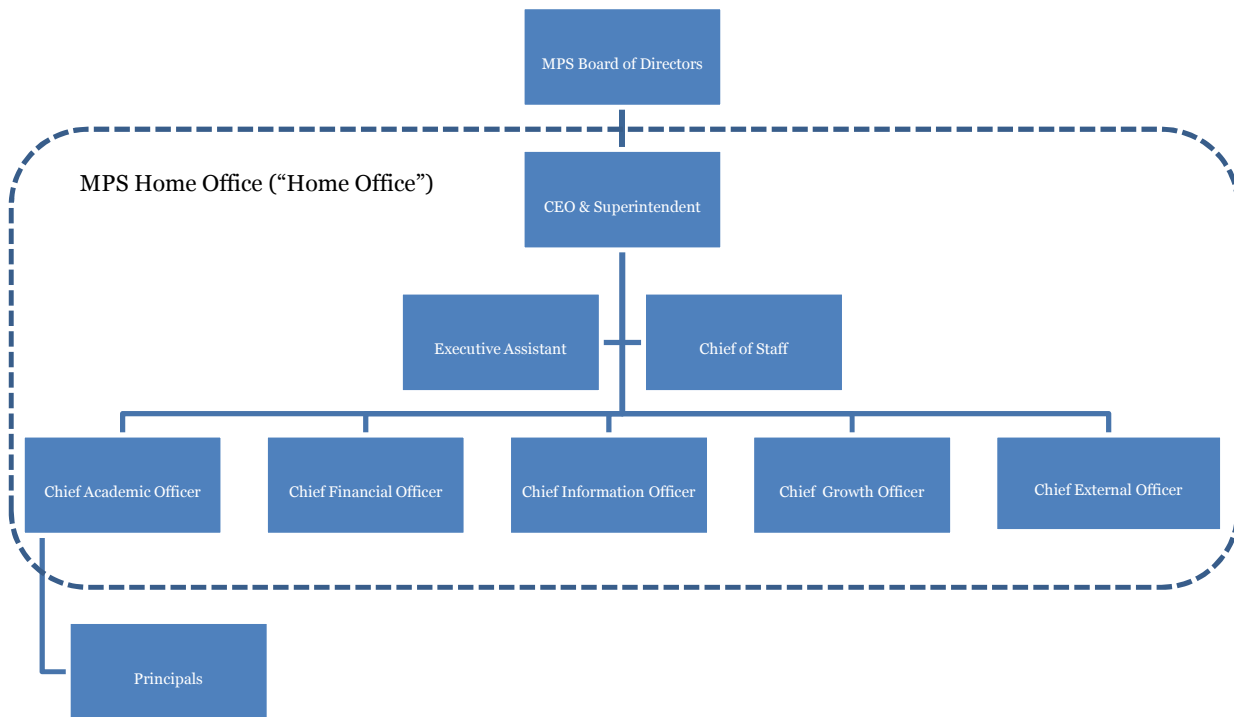 MPS Board of Directors
MPS Home Office (“Home Office”)
CEO & Superintendent
Executive Assistant
Chief of Staff
Chief Academic Officer
Chief Financial Officer
Chief Information Officer
Chief  Growth Officer
Chief External Officer
Principals